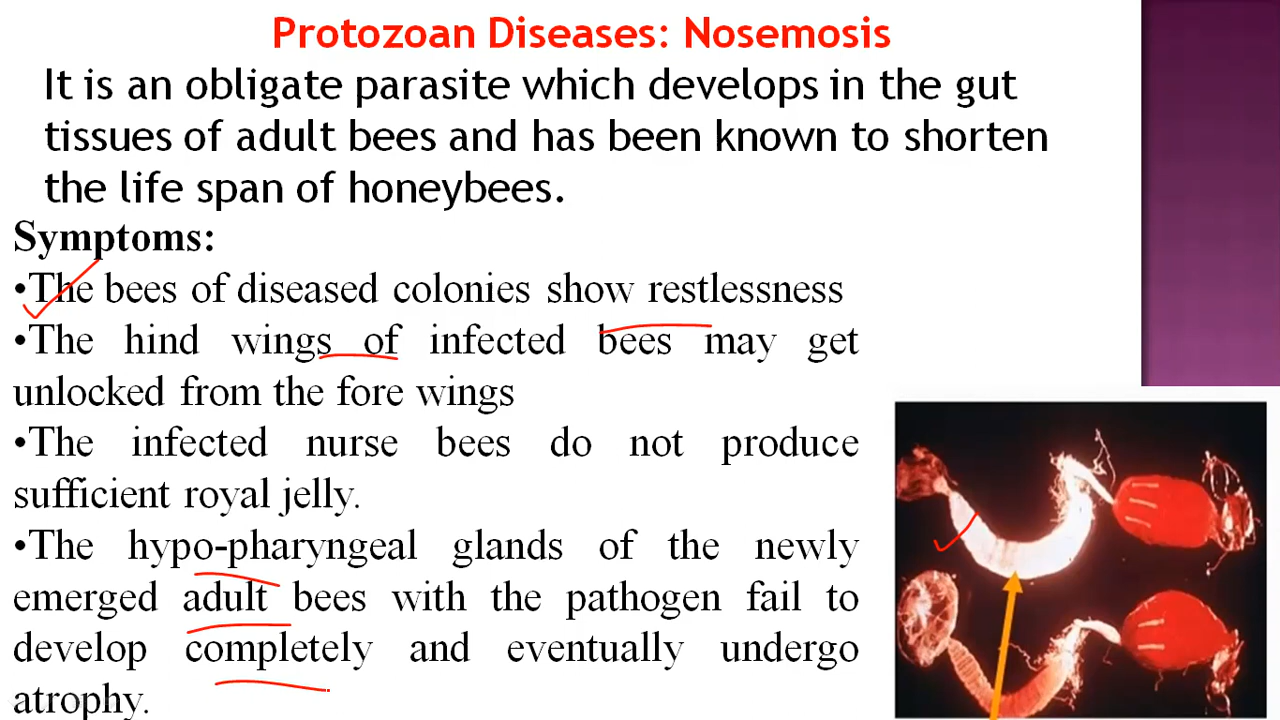 Protozoan Diseases: Nosemosis
It is an obligate parasite which develops in the gut
tissues of adult bees and has been known to shorten
the life span of honeybees.
Symptoms:
•The bees of diseased colonies show restlessness
•The hind wings of infected bees may get
unlocked from the fore wings
•The infected nurse bees do not produce
sufficient royal jelly.
•The hypo-pharyngeal glands of the newly
emerged adult bees with the pathogen fail to
develop completely and eventually undergo
atrophy.